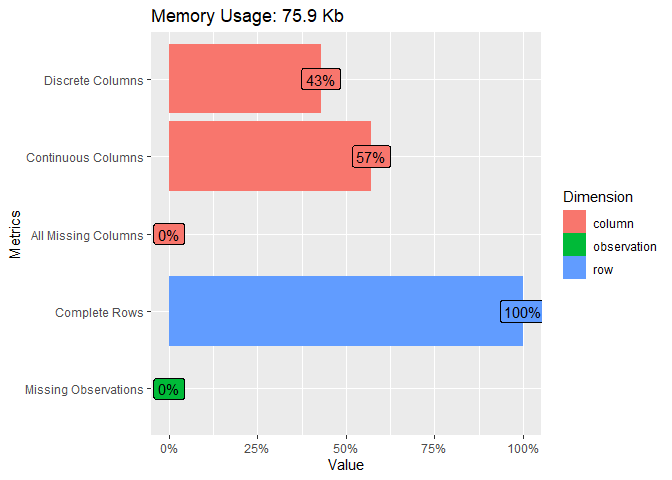 Memory Usage: 75.9 Kb
Discrete Columns
43%
Continuous Columns
57%
All Missing Columns
0%
Complete Rows
100%
Missing Observations
0%
Metrics
0%
25%
50%
75%
100%
Value
Dimension
column
observation
row